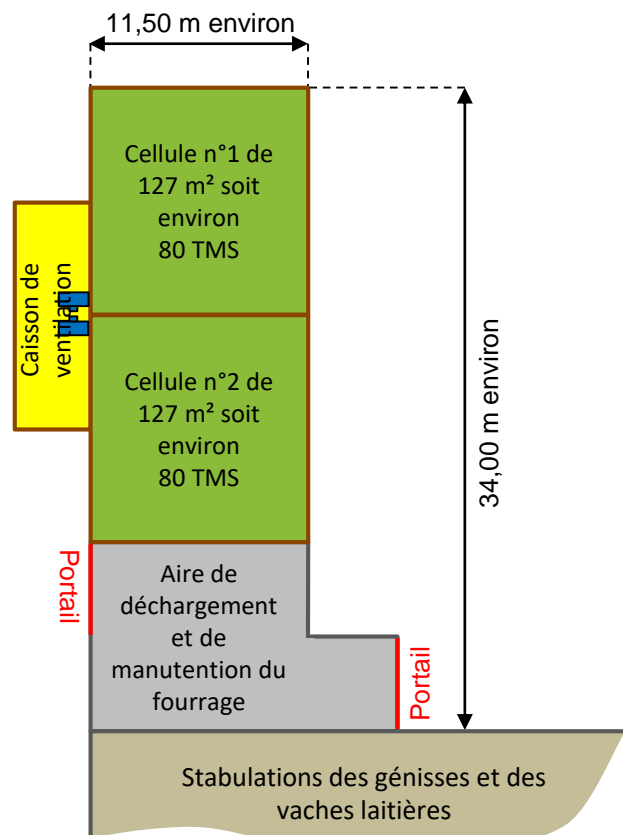 11,50 m environ
Cellule n°1 de
127 m² soit
environ
80 TMS
Caisson de
ventilation
Cellule n°2 de
127 m² soit
environ
80 TMS
34,00 m environ
Portail
Aire de
déchargement
et de
manutention du
fourrage
Portail
Stabulations des génisses et des
vaches laitières